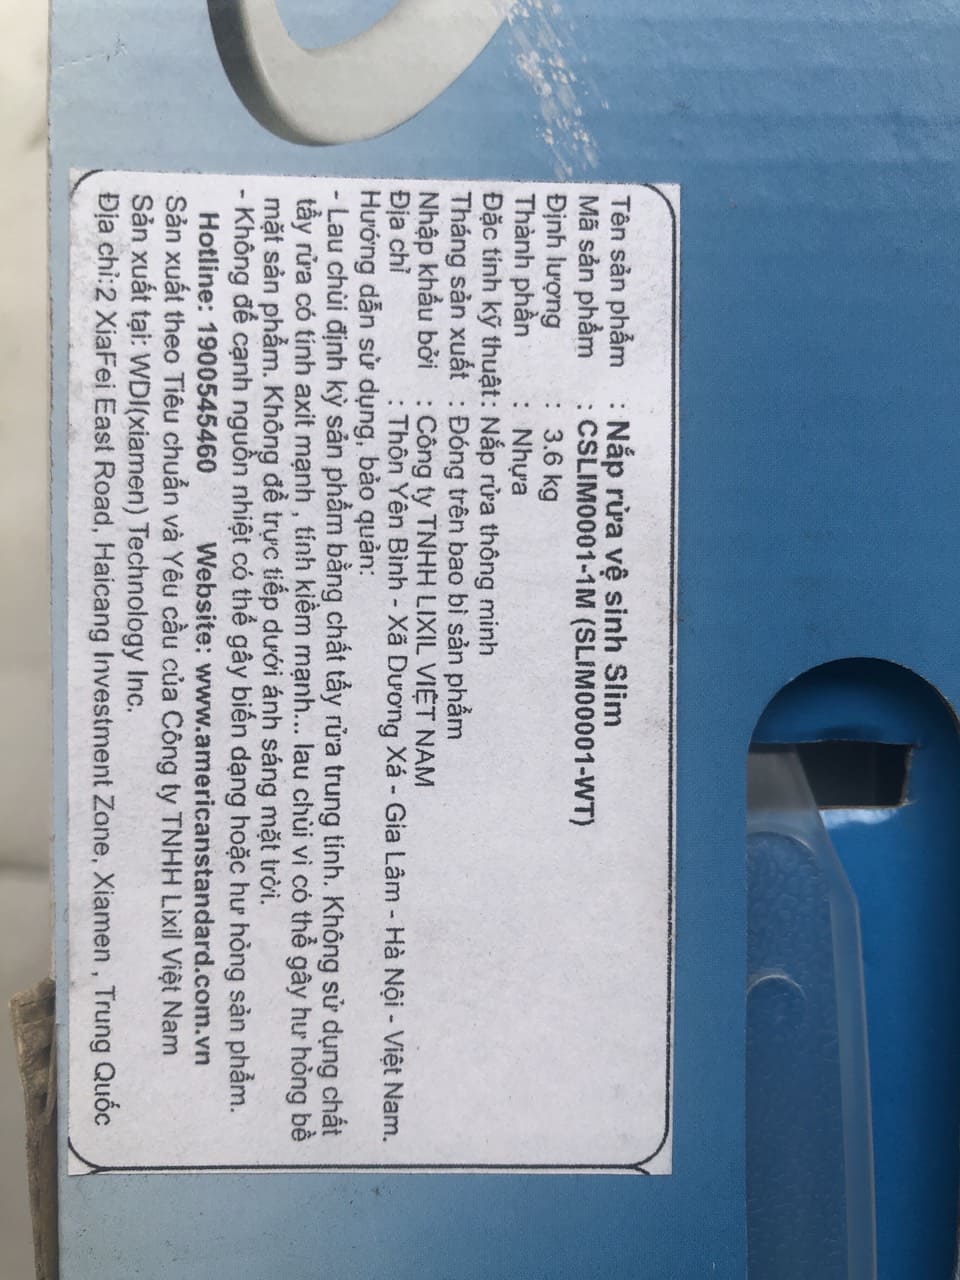 Tên sản phẩm : Nắp rửa vệ sinh Slim
Mã sản phẩm : CSLIM0001-1M (SLIM00001-WT)
Định lượng : 3.6 kg
Thành phần : Nhựa
Đặc tính kỹ thuật: Nắp rửa thông minh
Tháng sản xuất : Đóng trên bao bì sản phẩm
Nhập khẩu bởi : Công ty TNHH LIXIL VIỆT NAM
Địa chỉ : Thôn Yên Bình - Xã Dương Xá - Gia Lâm - Hà Nội - Việt Nam.
Hướng dẫn sử dụng, bảo quản:
- Lau chùi định kỳ sản phẩm bằng chất tẩy rửa trung tính. Không sử dụng chất
tẩy rửa có tính axit mạnh , tính kiềm mạnh... lau chùi vì có thể gây hư hỏng bề
mặt sản phẩm. Không để trực tiếp dưới ánh sáng mặt trời.
- Không để cạnh nguồn nhiệt có thể gây biến dạng hoặc hư hỏng sản phẩm.
Hotline: 190545460 Website: www.americanstandard.com.vn
Sản xuất theo Tiêu chuẩn và Yêu cầu của Công ty TNHH Lixil Việt Nam
Sản xuất tại: WDI(xiamen) Technology Inc.
Địa chỉ:2 XiaFei East Road, Haicang Investment Zone, Xiamen , Trung Quốc